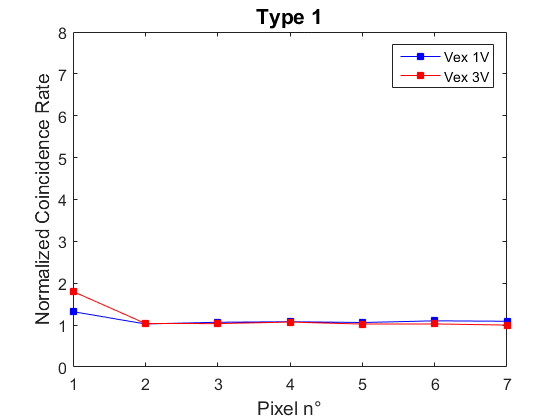 Type 1
Vex 1V
Vex 3V
Normalized Coincidence Rate
8
7
6
5
4
3
2
1
0
1 2 3 4 5 6 7
Pixel n°